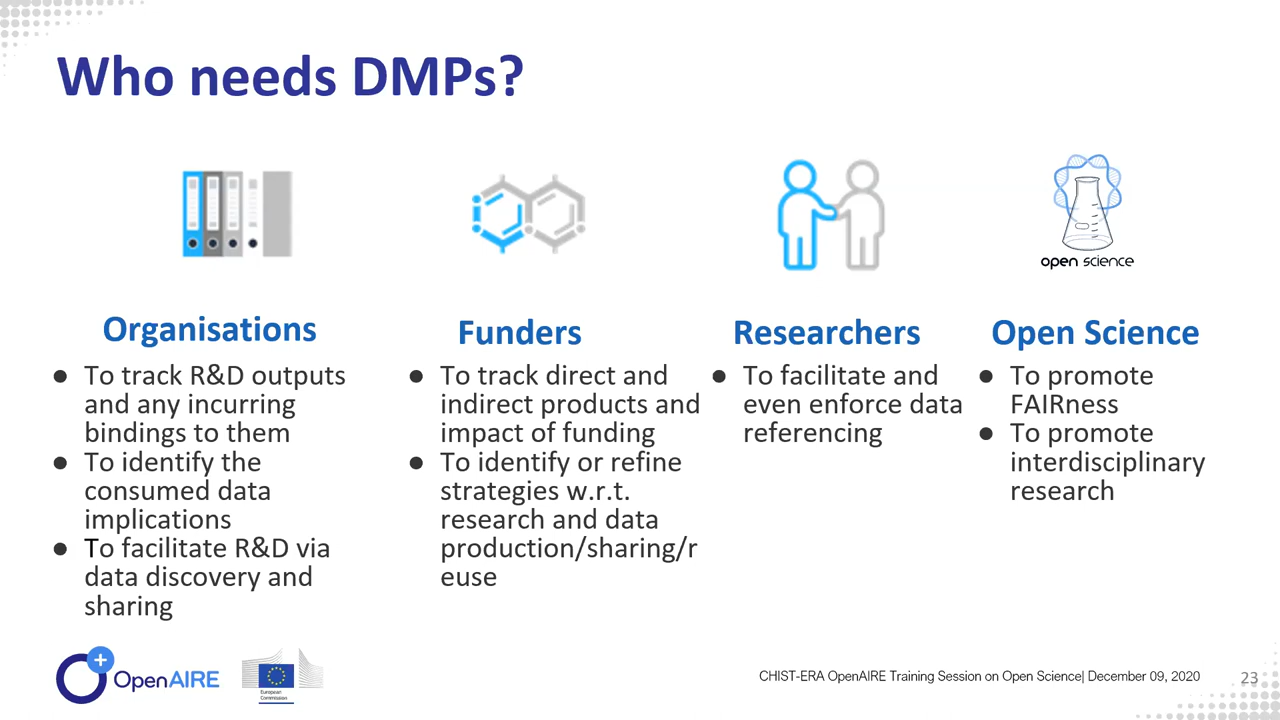 Who needs DMPs?
open science
Organisations
● To track R&D outputs
and any incurring
bindings to them
● To identify the
consumed data
implications
● To facilitate R&D via
data discovery and
sharing
Funders
● To track direct and
indirect products and
impact of funding
● To identify or refine
strategies w.r.t.
research and data
production/sharing/r
euse
Researchers
● To facilitate and
even enforce data
referencing
Open Science
● To promote
FAIRness
● To promote
interdisciplinary
research
OpenAIRE
European
Commission
CHIST-ERA OpenAIRE Training Session on Open Science| December 09, 2020
23